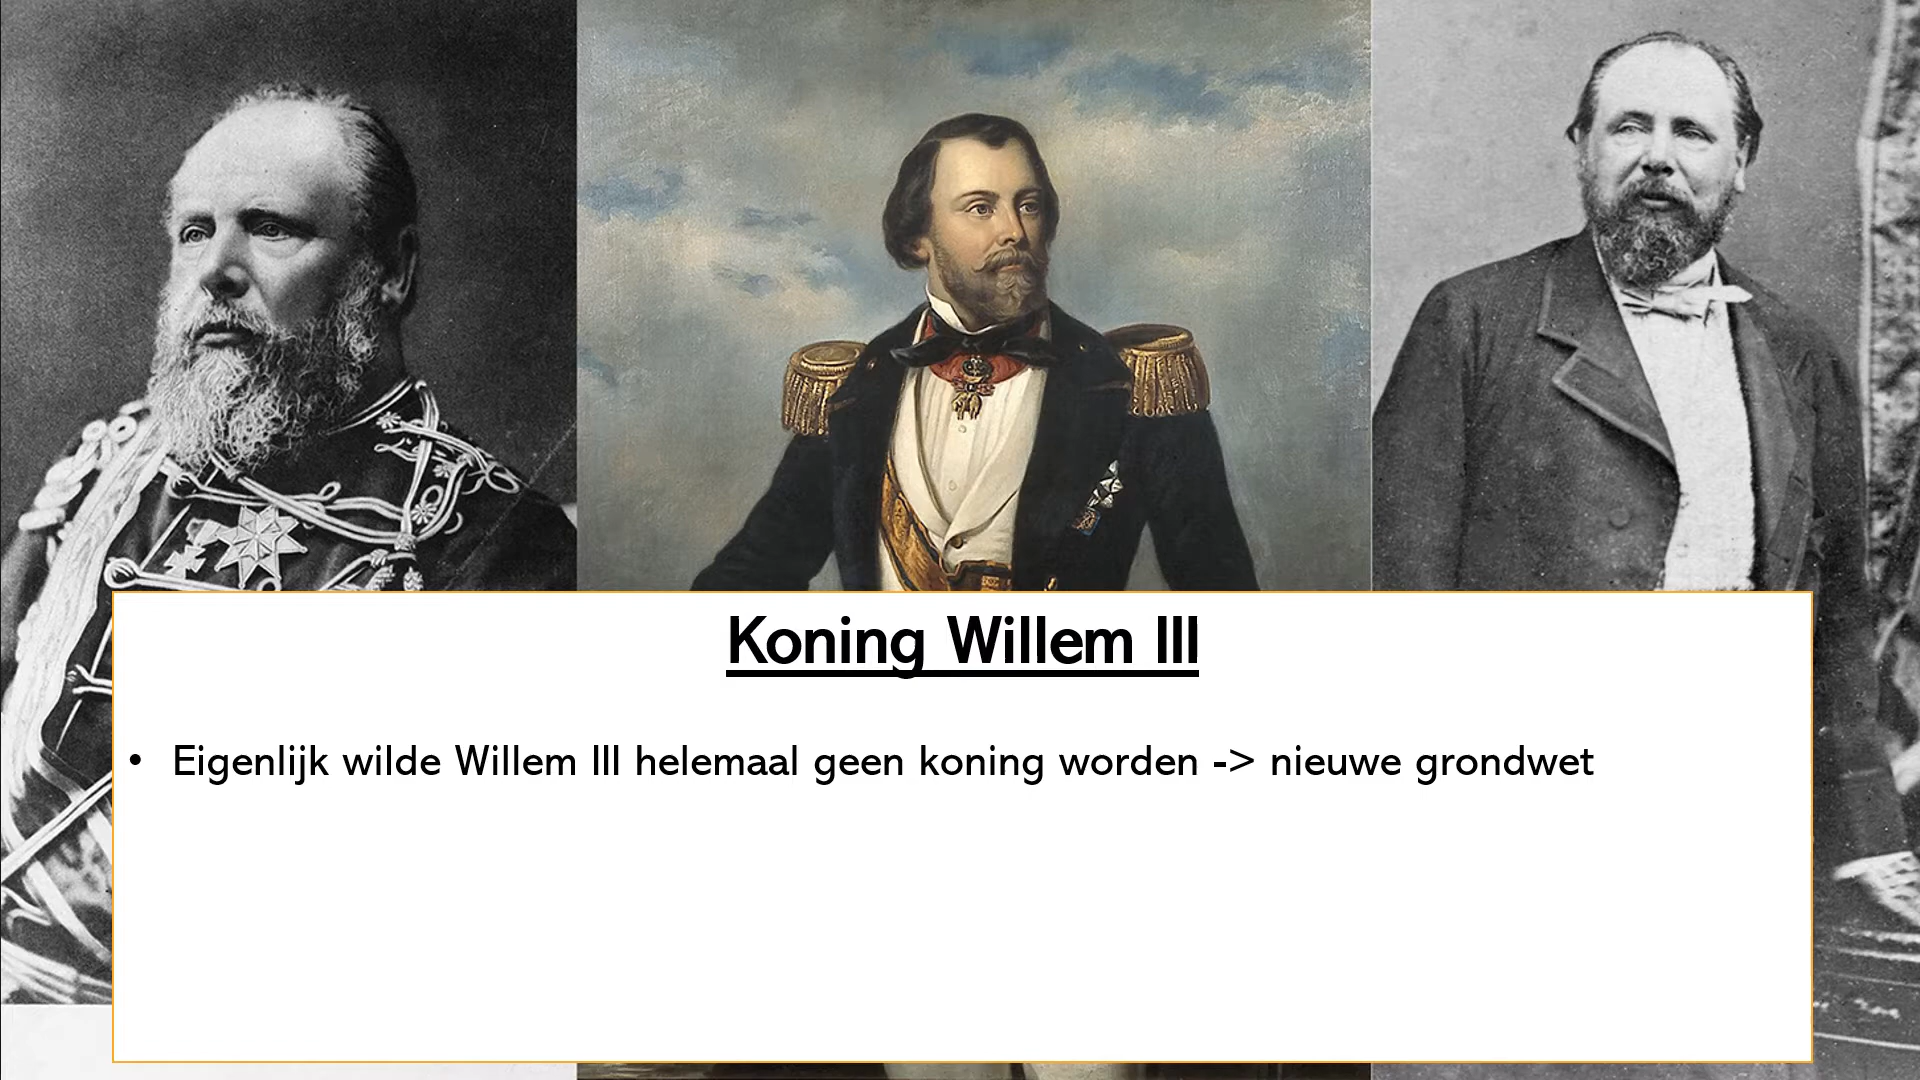 Koning Willem III
• Eigenlijk wilde Willem III helemaal geen koning worden -> nieuwe grondwet